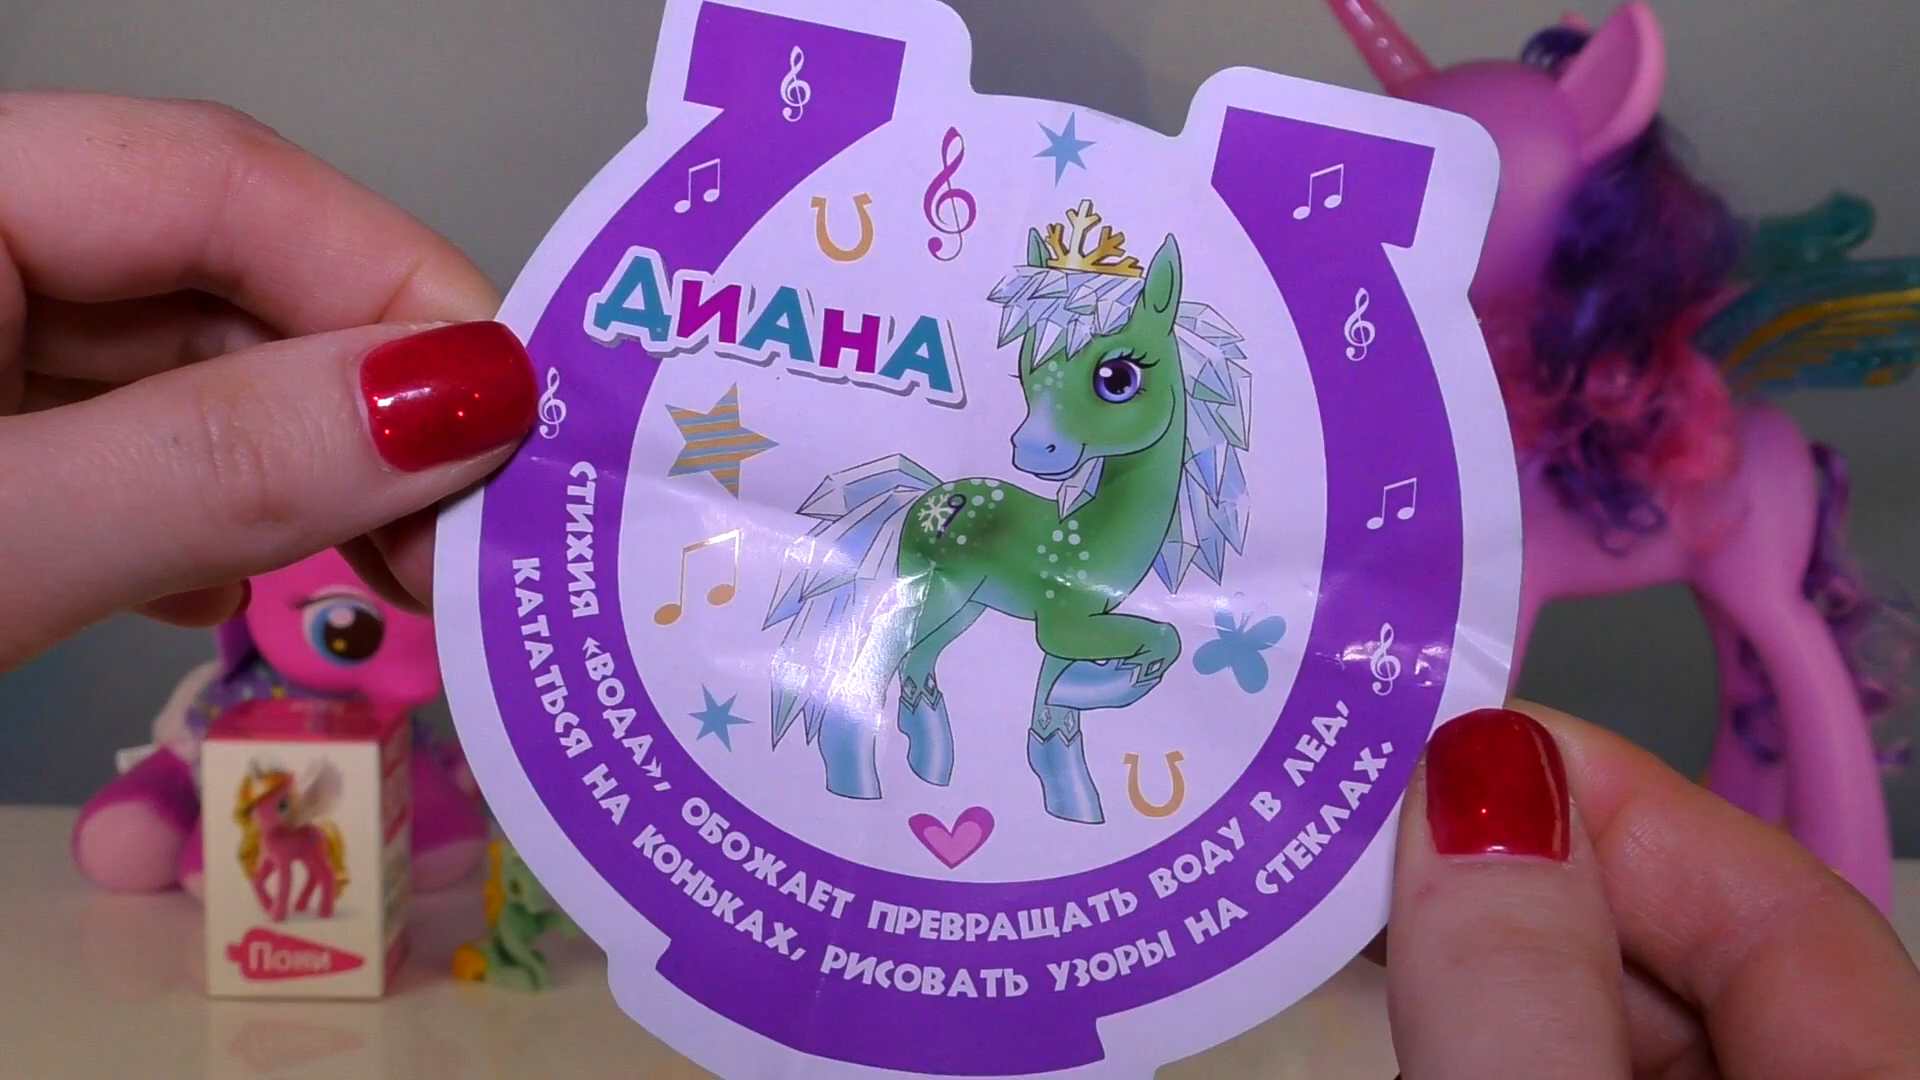 ДИАНА
СТИХИЯ «ВОДА», ОБОЖАЕТ ПРЕВРАЩАТЬ ВОДУ В ЛЕД,
КАТАТЬСЯ НА КОНЬКАХ, РИСОВАТЬ УЗОРЫ НА СТЕКЛАХ.
Пони